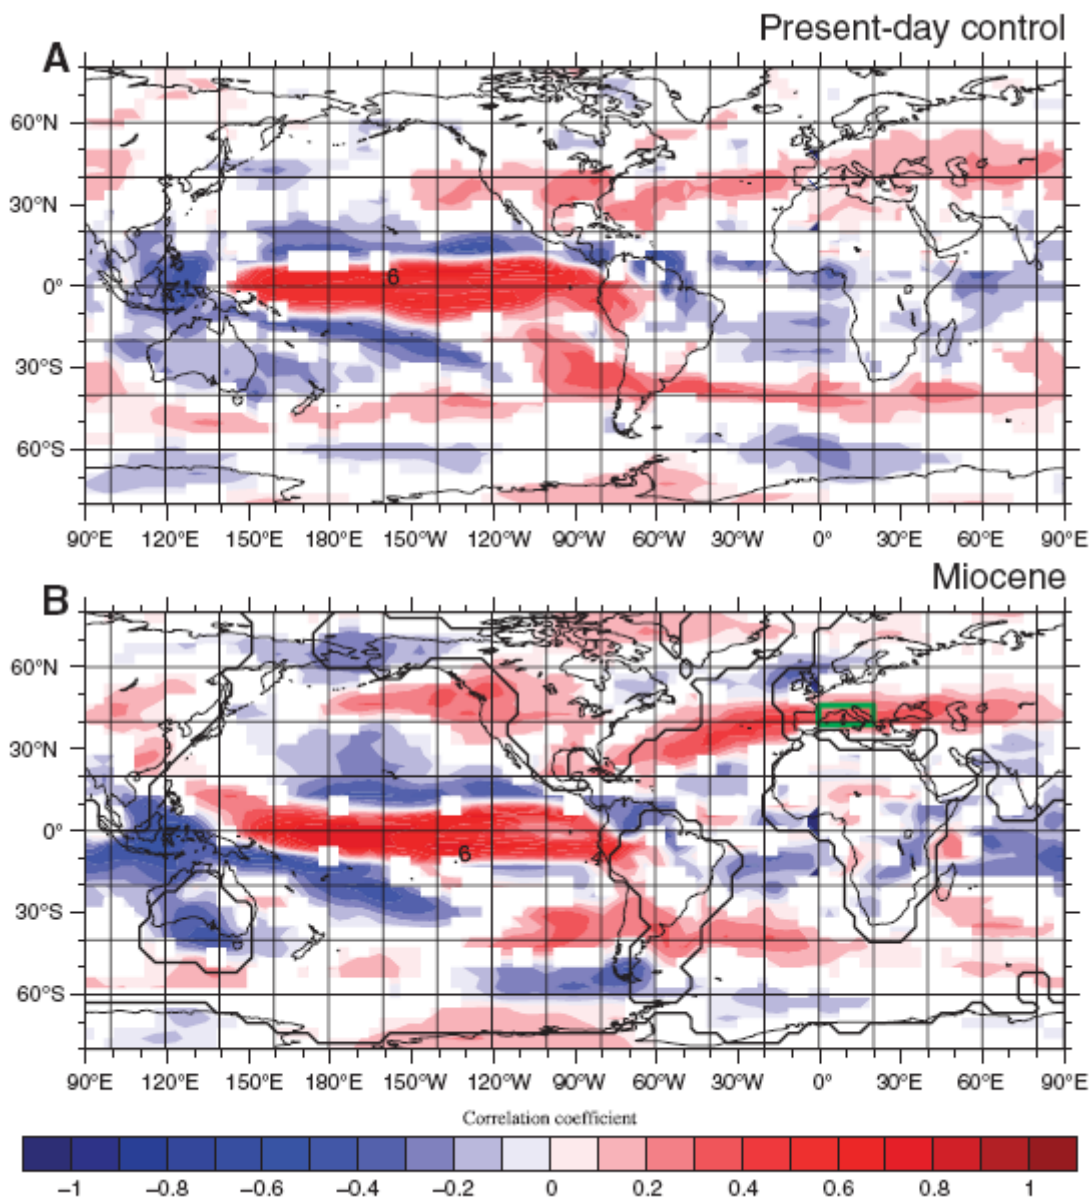 Present-day control
A
60°N
30°N
0°
30°S
60°S
6
90°E 120°E 150°E 180°E 150°W 120°W 90°W 60°W 30°W 0° 30°E 60°E 90°E
Miocene
B
60°N
30°N
0°
30°S
60°S
6
90°E 120°E 150°E 180°E 150°W 120°W 90°W 60°W 30°W 0° 30°E 60°E 90°E
Correlation coefficient
–1 –0.8 –0.6 –0.4 –0.2 0 0.2 0.4 0.6 0.8 1